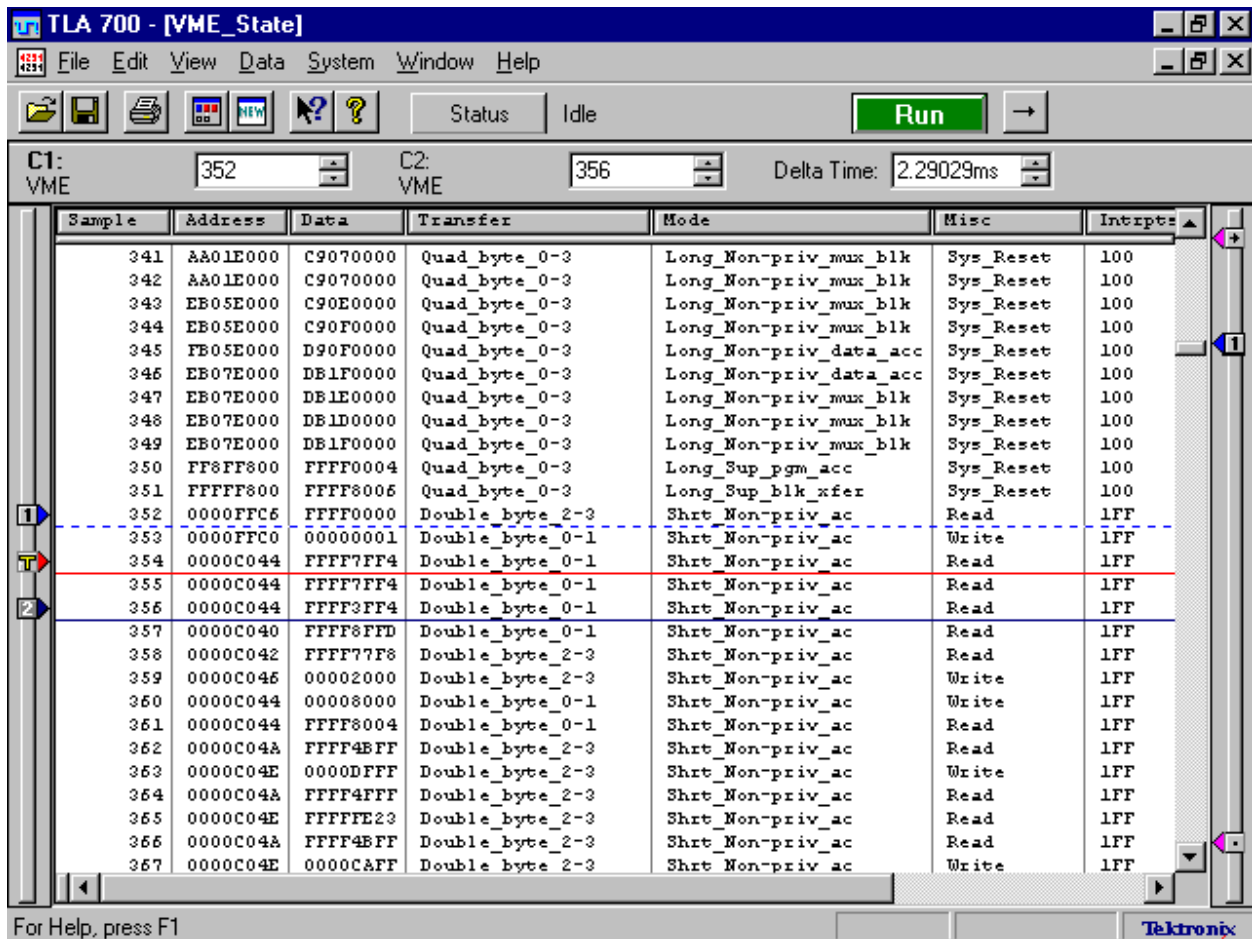 TLA 700 - [VME_State]
File Edit View Data System Window Help
NEW Status Idle Run
C1: VME 352 C2: VME 356 Delta Time: 2.29029ms
Sample Address Data Transfer Mode Misc Intrpts
341 AA01E000 C9070000 Quad_byte_0-3 Long_Non-priv_mux_blk Sys_Reset 100
342 AA01E000 C9070000 Quad_byte_0-3 Long_Non-priv_mux_blk Sys_Reset 100
343 EB05E000 C90E0000 Quad_byte_0-3 Long_Non-priv_mux_blk Sys_Reset 100
344 EB05E000 C90F0000 Quad_byte_0-3 Long_Non-priv_mux_blk Sys_Reset 100
345 FB05E000 D90F0000 Quad_byte_0-3 Long_Non-priv_data_acc Sys_Reset 100
346 EB07E000 DB1F0000 Quad_byte_0-3 Long_Non-priv_data_acc Sys_Reset 100
347 EB07E000 DB1E0000 Quad_byte_0-3 Long_Non-priv_mux_blk Sys_Reset 100
348 EB07E000 DB1D0000 Quad_byte_0-3 Long_Non-priv_mux_blk Sys_Reset 100
349 EB07E000 DB1F0000 Quad_byte_0-3 Long_Non-priv_mux_blk Sys_Reset 100
350 FF8FF800 FFFF0004 Quad_byte_0-3 Long_Sup_pgm_acc Sys_Reset 100
351 FFFFF800 FFFF8006 Quad_byte_0-3 Long_Sup_blk_xfer Sys_Reset 100
352 0000FFC6 FFFF0000 Double_byte_2-3 Shrt_Non-priv_ac Read 1FF
353 0000FFC0 00000001 Double_byte_0-1 Shrt_Non-priv_ac Write 1FF
354 0000C044 FFFF7FF4 Double_byte_0-1 Shrt_Non-priv_ac Read 1FF
355 0000C044 FFFF7FF4 Double_byte_0-1 Shrt_Non-priv_ac Read 1FF
356 0000C044 FFFF3FF4 Double_byte_0-1 Shrt_Non-priv_ac Read 1FF
357 0000C040 FFFF8FFD Double_byte_0-1 Shrt_Non-priv_ac Read 1FF
358 0000C042 FFFF77F8 Double_byte_2-3 Shrt_Non-priv_ac Read 1FF
359 0000C046 00002000 Double_byte_2-3 Shrt_Non-priv_ac Write 1FF
360 0000C044 00008000 Double_byte_0-1 Shrt_Non-priv_ac Write 1FF
361 0000C044 FFFF8004 Double_byte_0-1 Shrt_Non-priv_ac Read 1FF
362 0000C04A FFFF4BFF Double_byte_2-3 Shrt_Non-priv_ac Read 1FF
363 0000C04E 0000DFFF Double_byte_2-3 Shrt_Non-priv_ac Write 1FF
364 0000C04A FFFF4FFF Double_byte_2-3 Shrt_Non-priv_ac Read 1FF
365 0000C04E FFFFFE23 Double_byte_2-3 Shrt_Non-priv_ac Read 1FF
366 0000C04A FFFF4BFF Double_byte_2-3 Shrt_Non-priv_ac Read 1FF
367 0000C04E 0000CAFF Double_byte_2-3 Shrt_Non-priv_ac Write 1FF
For Help, press F1 Tektronix